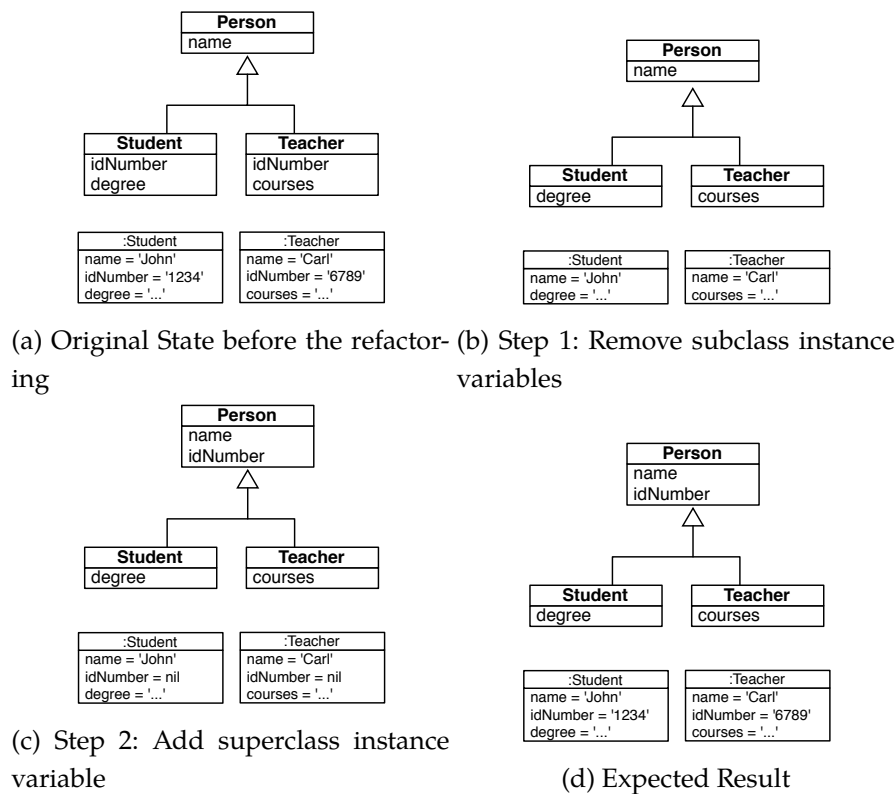 Person
name
Student
idNumber
degree
Teacher
idNumber
courses
:Student
name = 'John'
idNumber = '1234'
degree = '...'
:Teacher
name = 'Carl'
idNumber = '6789'
courses = '...'
(a) Original State before the refactor-
ing
Person
name
Student
degree
Teacher
courses
:Student
name = 'John'
degree = '...'
:Teacher
name = 'Carl'
courses = '...'
(b) Step 1: Remove subclass instance
variables
Person
name
idNumber
Student
degree
Teacher
courses
:Student
name = 'John'
idNumber = nil
degree = '...'
:Teacher
name = 'Carl'
idNumber = nil
courses = '...'
(c) Step 2: Add superclass instance
variable
Person
name
idNumber
Student
degree
Teacher
courses
:Student
name = 'John'
idNumber = '1234'
degree = '...'
:Teacher
name = 'Carl'
idNumber = '6789'
courses = '...'
(d) Expected Result